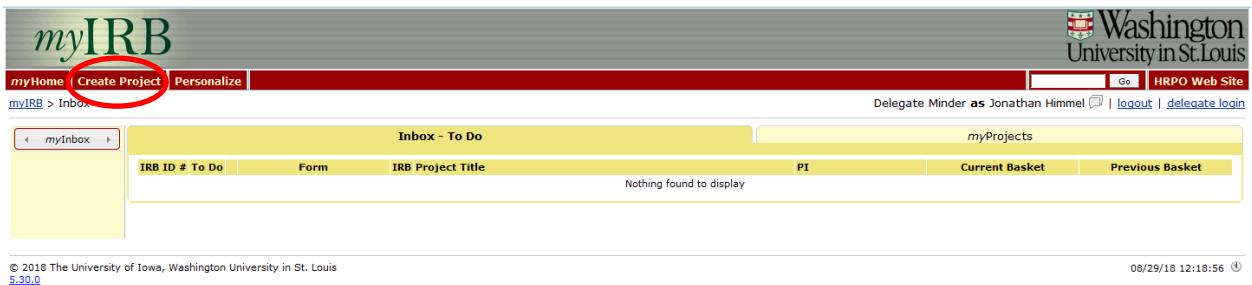 myIRB
Washington
University in St.Louis
myHome Create Project Personalize Go HRPO Web Site
myIRB > Inbox Delegate Minder as Jonathan Himmel | logout | delegate login
myInbox Inbox - To Do myProjects
IRB ID # To Do Form IRB Project Title PI Current Basket Previous Basket
Nothing found to display
© 2018 The University of Iowa, Washington University in St. Louis 08/29/18 12:18:56
5.30.0